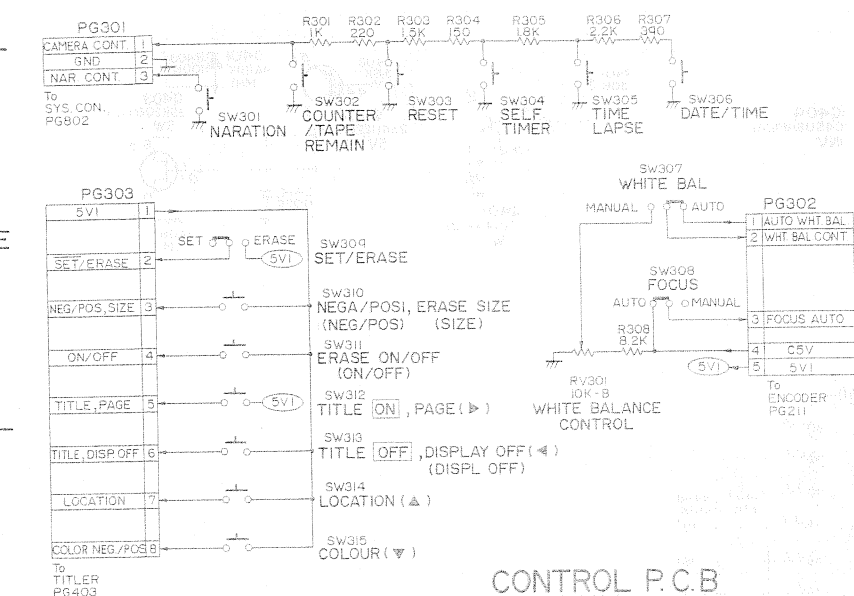 PG301
CAMERA CONT. 1
GND 2
NAR. CONT. 3
To
SYS, CON.
PG802
R301
1K
R302
220
R303
1.5K
R304
150
R305
1.8K
R306
2.2K
R307
390
SW301
NARATION
SW302
COUNTER
/TAPE
REMAIN
SW303
RESET
SW304
SELF
TIMER
SW305
TIME
LAPSE
SW306
DATE/TIME
PG303
5V1 1
SET/ERASE 2
NEG/POS, SIZE 3
ON/OFF 4
TITLE, PAGE 5
TITLE, DISP. OFF 6
LOCATION 7
COLOR NEG./POS 8
To
TITLER
PG403
SET ERASE
5V1
SW309
SET/ERASE
SW310
NEGA/POSI, ERASE SIZE
(NEG/POS) (SIZE)
SW311
ERASE ON/OFF
(ON/OFF)
5V1
SW312
TITLE ON , PAGE(▶)
SW313
TITLE OFF , DISPLAY OFF(◀)
(DISPL OFF)
SW314
LOCATION (▲)
SW315
COLOUR (▼)
SW307
WHITE BAL
MANUAL AUTO
SW308
FOCUS
AUTO MANUAL
R308
8.2K
RV301
10K-B
WHITE BALANCE
CONTROL
5V1
PG302
1 AUTO WHT. BAL
2 WHT. BAL CONT
3 FOCUS AUTO
4 C5V
5 5V1
To
ENCODER
PG211
CONTROL P.C.B